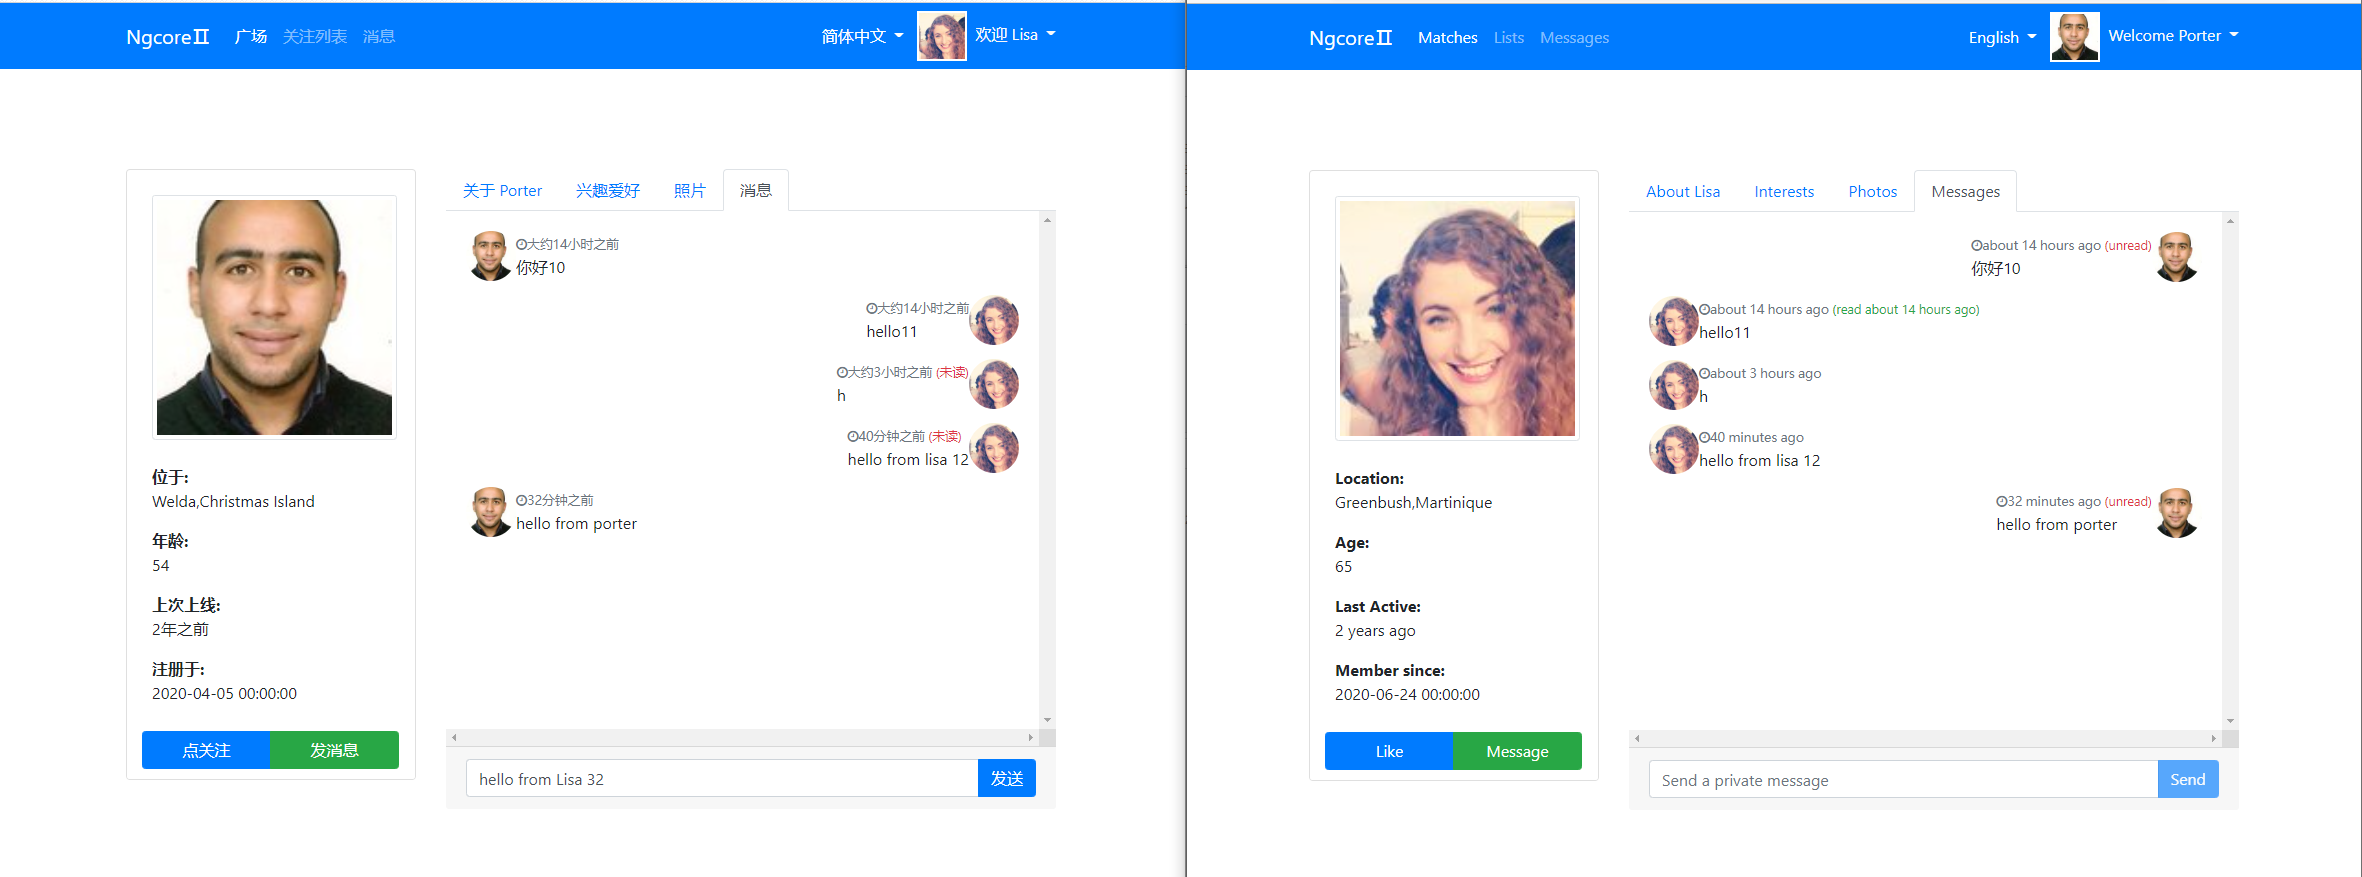 NgcoreⅡ 广场 关注列表 消息 简体中文 欢迎 Lisa
关于 Porter 兴趣爱好 照片 消息
大约14小时之前
你好10
大约14小时之前
hello11
大约3小时之前 (未读)
h
40分钟之前 (未读)
hello from lisa 12
32分钟之前
hello from porter
位于:
Welda,Christmas Island
年龄:
54
上次上线:
2年之前
注册于:
2020-04-05 00:00:00
点关注 发消息
hello from Lisa 32 发送
NgcoreⅡ Matches Lists Messages English Welcome Porter
About Lisa Interests Photos Messages
about 14 hours ago (unread)
你好10
about 14 hours ago (read about 14 hours ago)
hello11
about 3 hours ago
h
40 minutes ago
hello from lisa 12
32 minutes ago (unread)
hello from porter
Location:
Greenbush,Martinique
Age:
65
Last Active:
2 years ago
Member since:
2020-06-24 00:00:00
Like Message
Send a private message Send